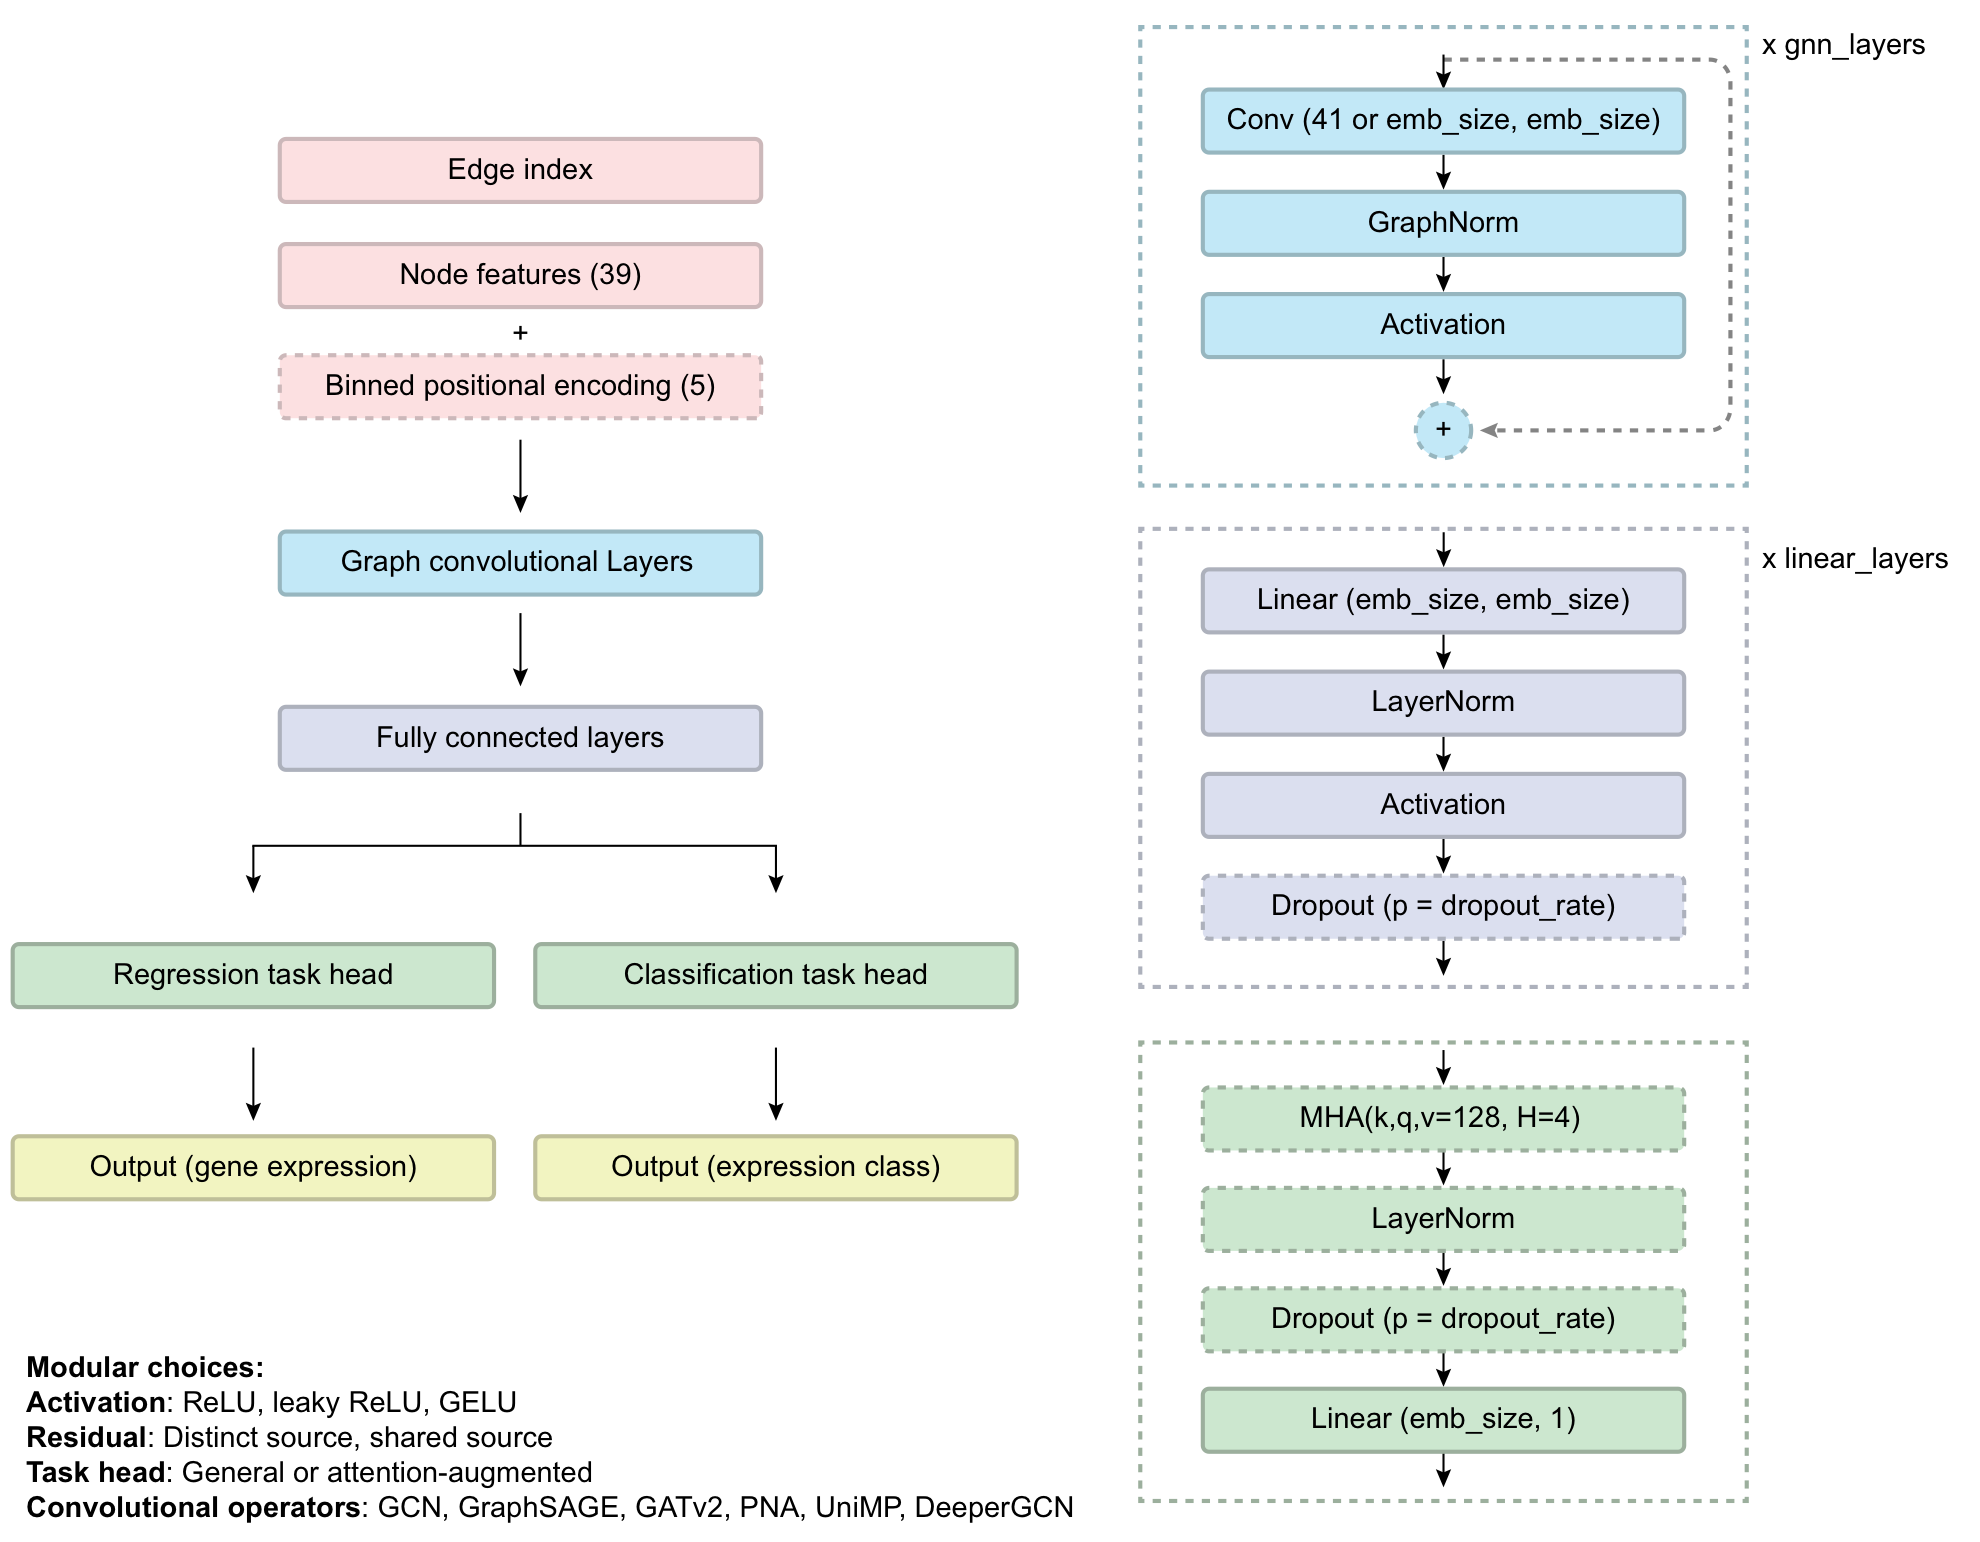 Edge index
Node features (39)
+
Binned positional encoding (5)
Graph convolutional Layers
Fully connected layers
Regression task head
Classification task head
Output (gene expression)
Output (expression class)
Modular choices:
Activation: ReLU, leaky ReLU, GELU
Residual: Distinct source, shared source
Task head: General or attention-augmented
Convolutional operators: GCN, GraphSAGE, GATv2, PNA, UniMP, DeeperGCN
x gnn_layers
Conv (41 or emb_size, emb_size)
GraphNorm
Activation
+
x linear_layers
Linear (emb_size, emb_size)
LayerNorm
Activation
Dropout (p = dropout_rate)
MHA(k,q,v=128, H=4)
LayerNorm
Dropout (p = dropout_rate)
Linear (emb_size, 1)